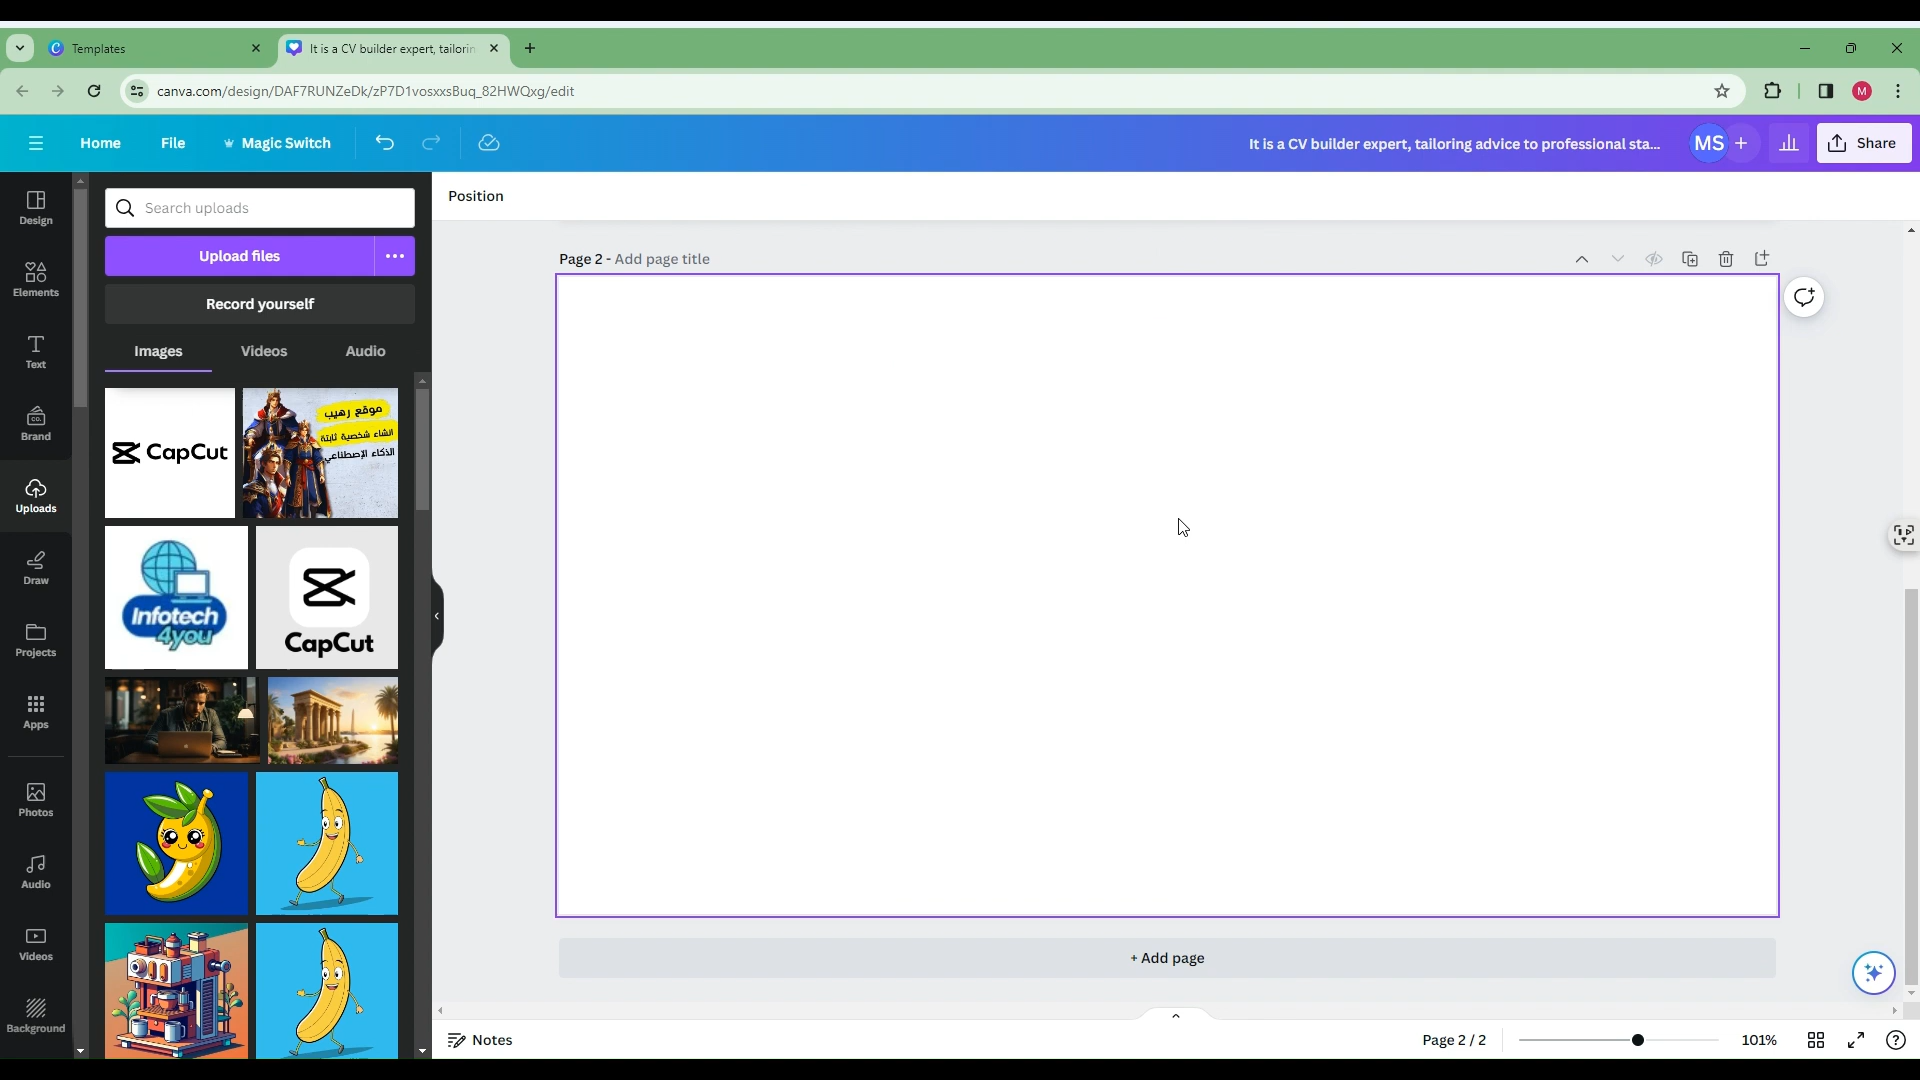 Templates
It is a CV builder expert, tailorin
canva.com/design/DAF7RUNZeDk/zP7D1vosxxsBuq_82HWQxg/edit
M
Home
File
Magic Switch
It is a CV builder expert, tailoring advice to professional sta...
MS
Share
Design
Elements
Text
Brand
Uploads
Draw
Projects
Apps
Photos
Audio
Videos
Background
Search uploads
Upload files
Record yourself
Images
Videos
Audio
CapCut
موقع رهيب
انشاء شخصية ثابتة
الذكاء الإصطناعي
Infotech
4you
CapCut
Position
Page 2 - Add page title
+ Add page
Notes
Page 2 / 2
101%